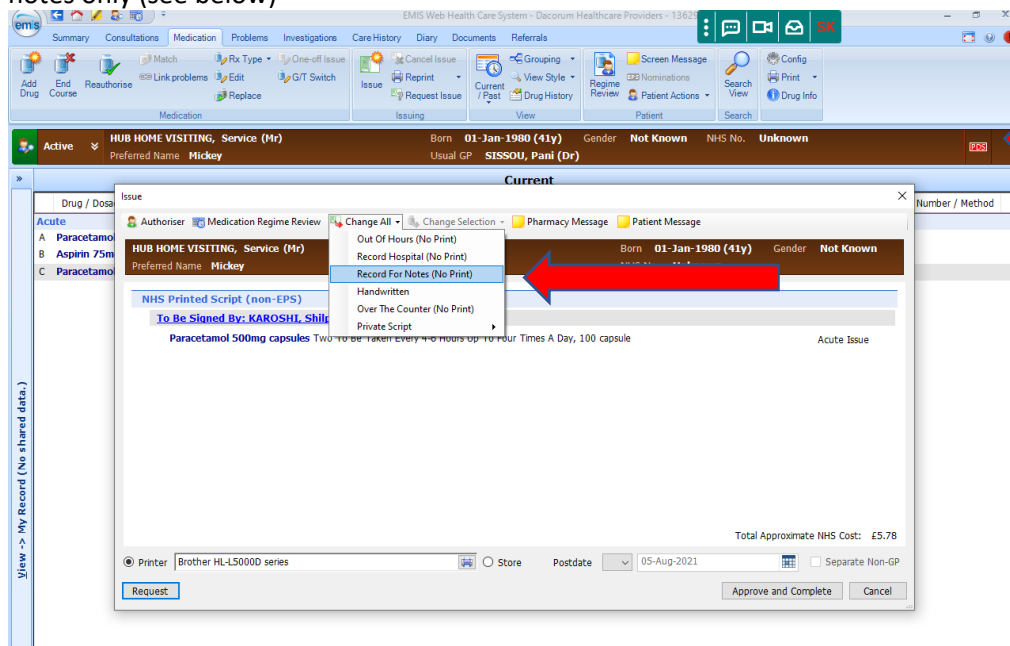 notes only (see below)
EMIS Web Health Care System - Dacorum Healthcare Providers - 13629
emis
SK
Summary Consultations Medication Problems Investigations Care History Diary Documents Referrals
Add Drug
End Course
Reauthorise
Match
Link problems
Rx Type
Edit
Replace
One-off Issue
G/T Switch
Medication
Issue
Cancel Issue
Reprint
Request Issue
Issuing
Current / Past
Grouping
View Style
Drug History
View
Regime Review
Screen Message
Nominations
Patient Actions
Patient
Search View
Search
Config
Print
Drug Info
Active
HUB HOME VISITING, Service (Mr) Born 01-Jan-1980 (41y) Gender Not Known NHS No. Unknown
Preferred Name Mickey Usual GP SISSOU, Pani (Dr)
PDS
»
Current
Drug / Dosa
Number / Method
Acute
A Paracetamo
B Aspirin 75m
C Paracetamo
View -> My Record (No shared data.)
Issue
Authoriser Medication Regime Review Change All Change Selection Pharmacy Message Patient Message
Out Of Hours (No Print)
Record Hospital (No Print)
Record For Notes (No Print)
Handwritten
Over The Counter (No Print)
Private Script
HUB HOME VISITING, Service (Mr) Born 01-Jan-1980 (41y) Gender Not Known
Preferred Name Mickey
NHS Printed Script (non-EPS)
To Be Signed By: KAROSHI, Shilp
Paracetamol 500mg capsules Two To Be Taken Every 4-6 Hours Up To Four Times A Day, 100 capsule Acute Issue
Total Approximate NHS Cost: £5.78
Printer Brother HL-L5000D series Store Postdate 05-Aug-2021 Separate Non-GP
Request Approve and Complete Cancel